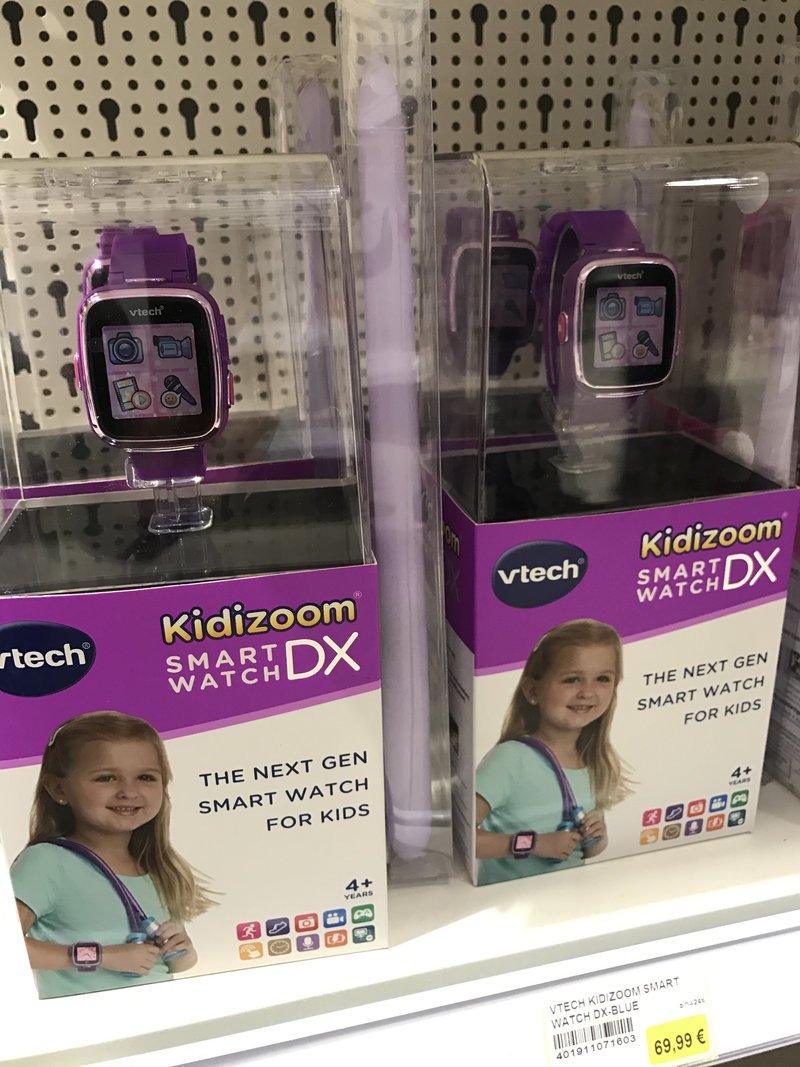 vtech
vtech
vtech®
Kidizoom®
SMART
WATCH DX
THE NEXT GEN
SMART WATCH
FOR KIDS
4+
YEARS
vtech®
Kidizoom®
SMART
WATCH DX
THE NEXT GEN
SMART WATCH
FOR KIDS
4+
YEARS
VTECH KIDIZOOM SMART
WATCH DX-BLUE
401911071603
69,99 €